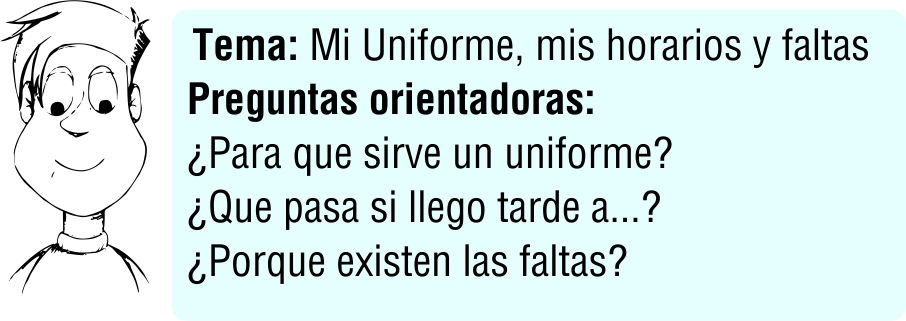 Tema: Mi Uniforme, mis horarios y faltas
Preguntas orientadoras:
¿Para que sirve un uniforme?
¿Que pasa si llego tarde a...?
¿Porque existen las faltas?